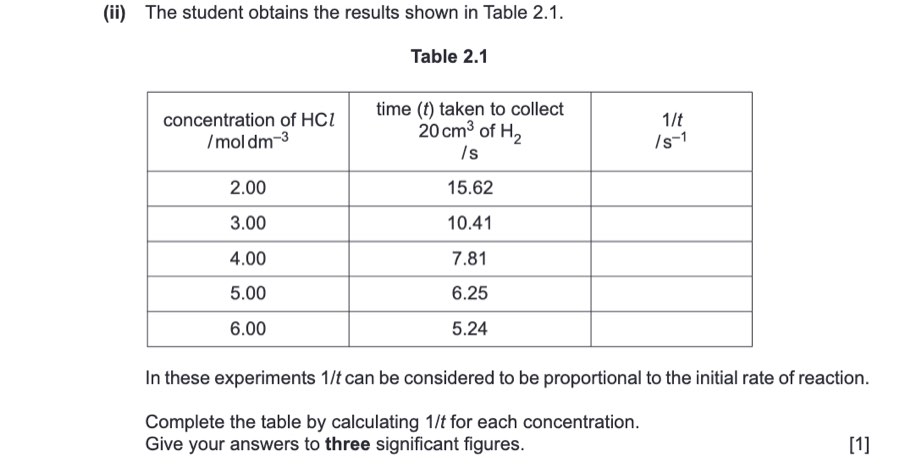 (ii) The student obtains the results shown in Table 2.1.
Table 2.1
concentration of HCl
/mol dm⁻³
time (t) taken to collect
20 cm³ of H₂
/s
1/t
/s⁻¹
2.00 15.62
3.00 10.41
4.00 7.81
5.00 6.25
6.00 5.24
In these experiments 1/t can be considered to be proportional to the initial rate of reaction.
Complete the table by calculating 1/t for each concentration.
Give your answers to three significant figures. [1]